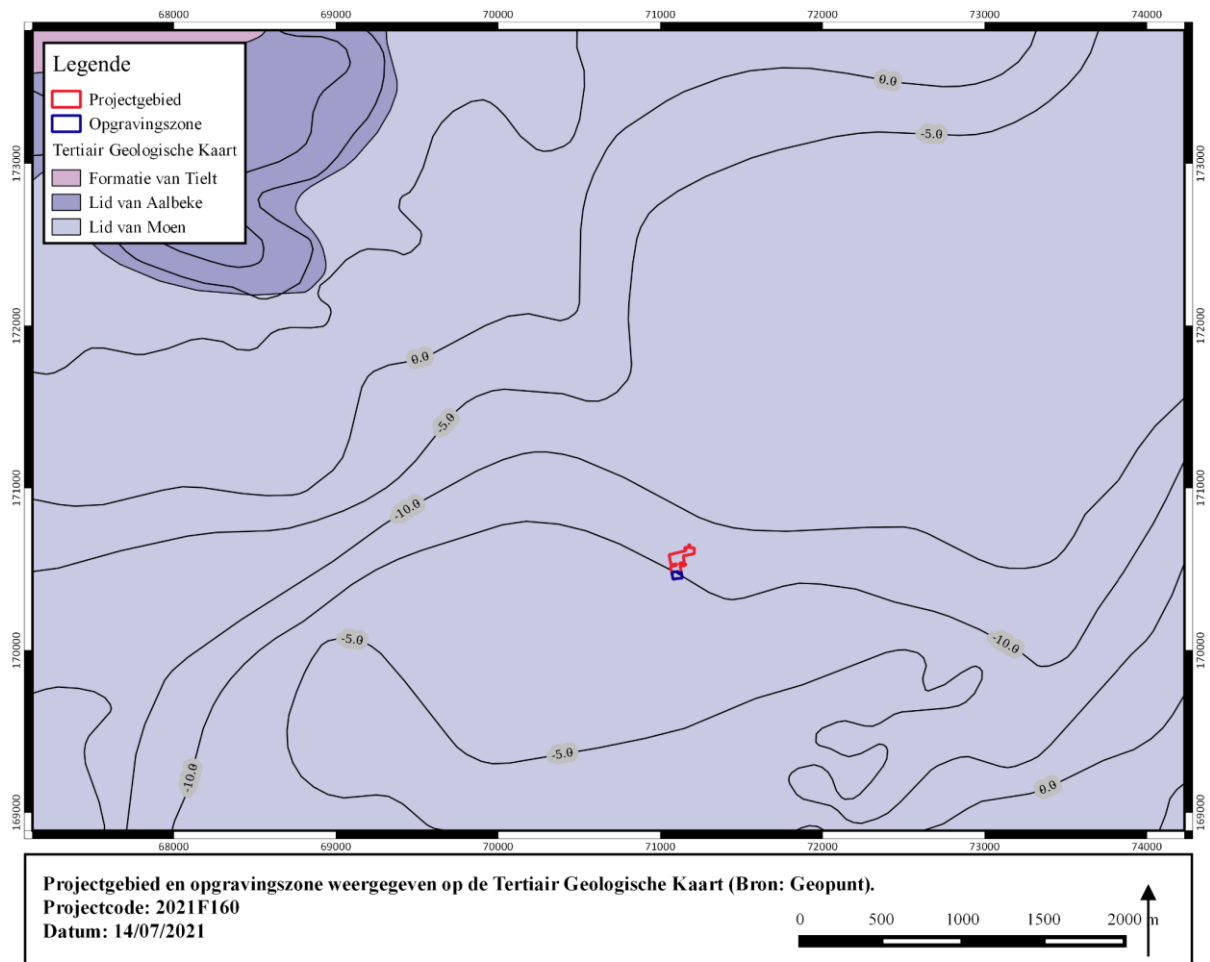 68000 69000 70000 71000 72000 73000 74000
Legende
Projectgebied
Opgravingszone
Tertiair Geologische Kaart
Formatie van Tielt
Lid van Aalbeke
Lid van Moen
0.0
-5.0
173000 173000
172000 172000
0.0
-5.0
171000 171000
-10.0
-5.0
-10.0
170000 170000
-5.0
-10.0
0.0
169000 169000
68000 69000 70000 71000 72000 73000 74000
Projectgebied en opgravingszone weergegeven op de Tertiair Geologische Kaart (Bron: Geopunt).
Projectcode: 2021F160
Datum: 14/07/2021
0 500 1000 1500 2000 m